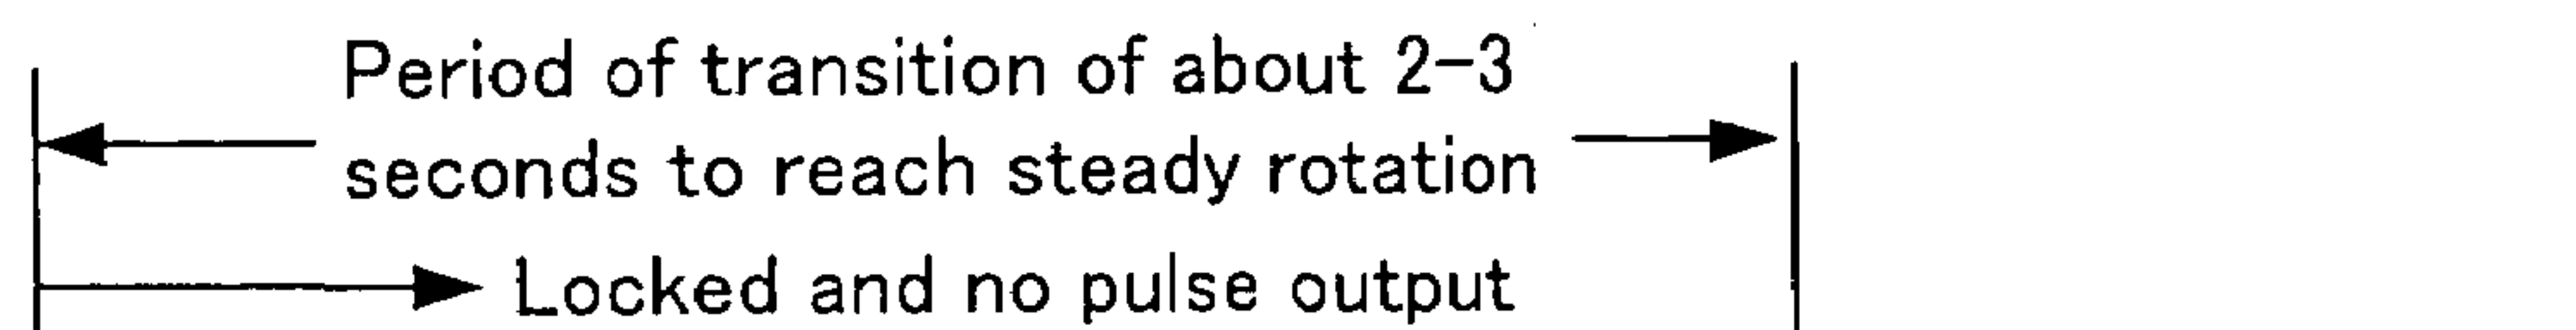 Period of transition of about 2-3
seconds to reach steady rotation
Locked and no pulse output